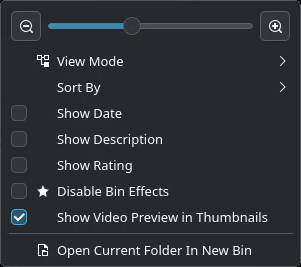 View Mode
Sort By
Show Date
Show Description
Show Rating
Disable Bin Effects
Show Video Preview in Thumbnails
Open Current Folder In New Bin